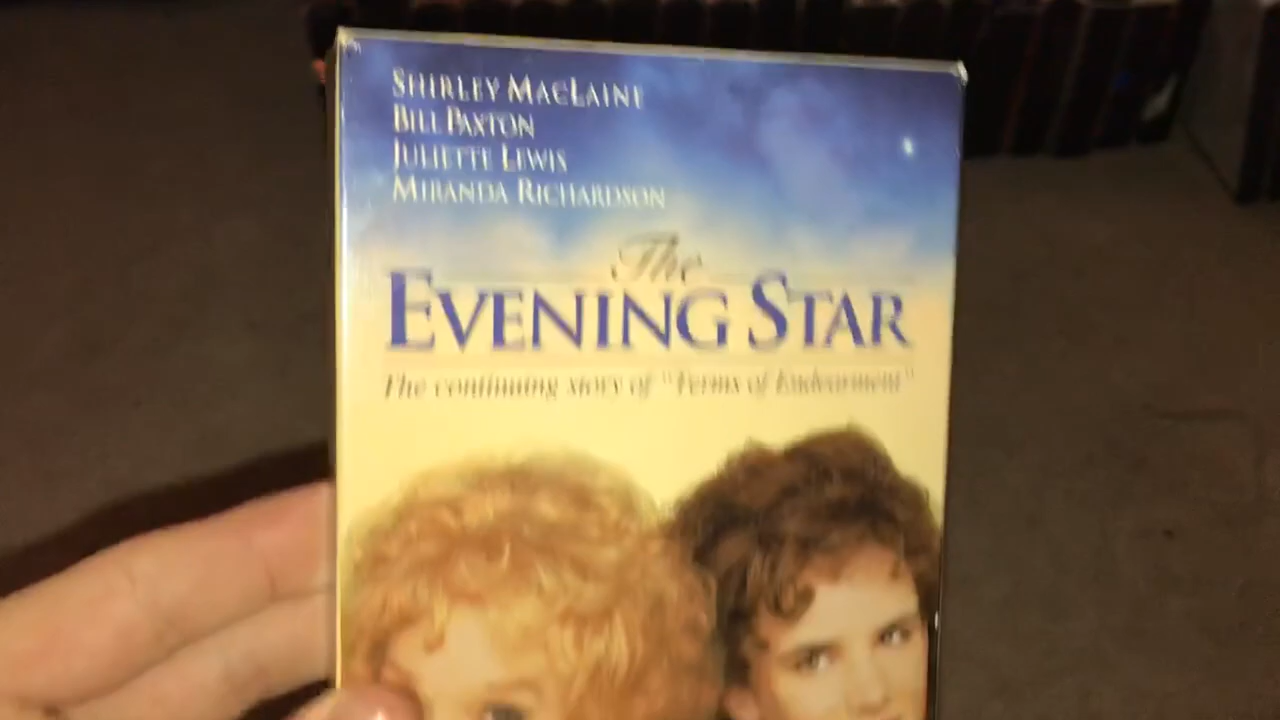 SHIRLEY MACLAINE
BILL PAXTON
JULIETTE LEWIS
MIRANDA RICHARDSON
The
EVENING STAR
The continuing story of "Terms of Endearment"